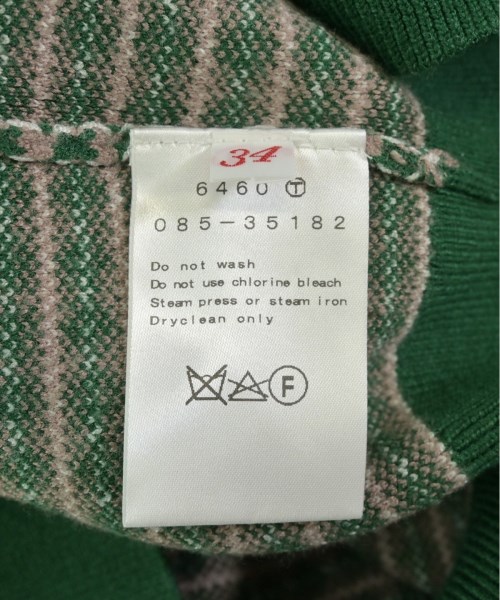 34
6460 Ⓣ
085-35182
Do not wash
Do not use chlorine bleach
Steam press or steam iron
Dryclean only
F